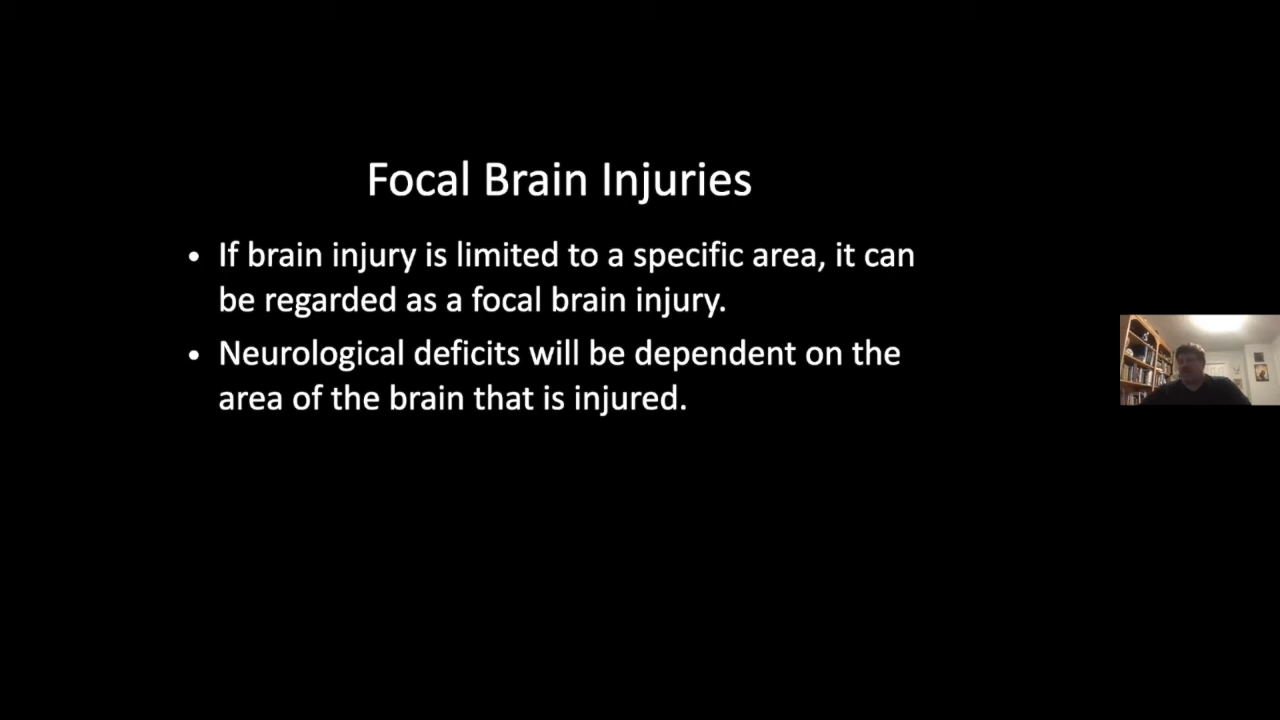 Focal Brain Injuries
• If brain injury is limited to a specific area, it can
be regarded as a focal brain injury.
• Neurological deficits will be dependent on the
area of the brain that is injured.